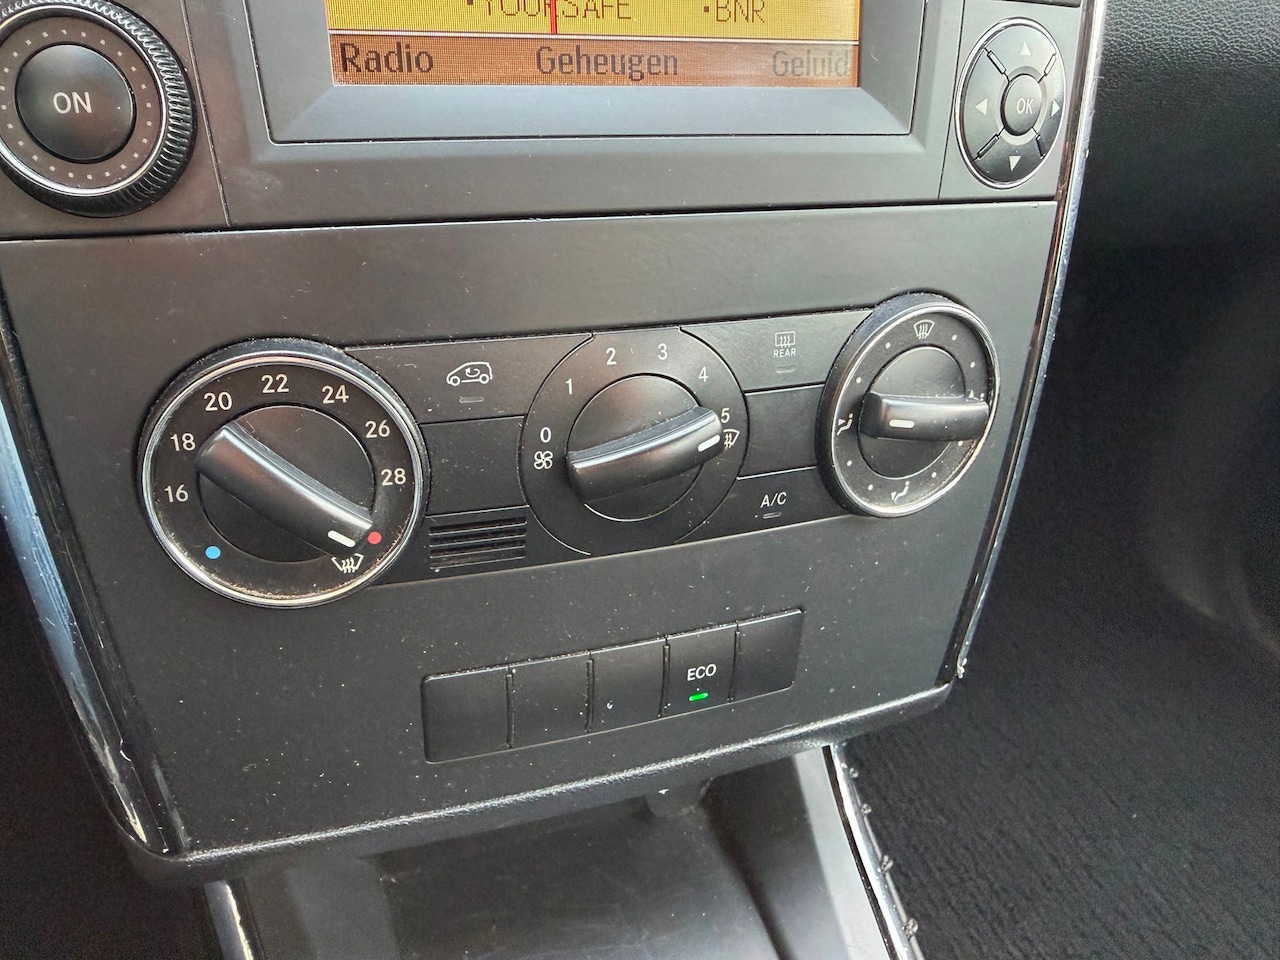 YOURSAFE BNR
Radio Geheugen Geluid
ON
OK
16 18 20 22 24 26 28
0 1 2 3 4 5
REAR
A/C
ECO